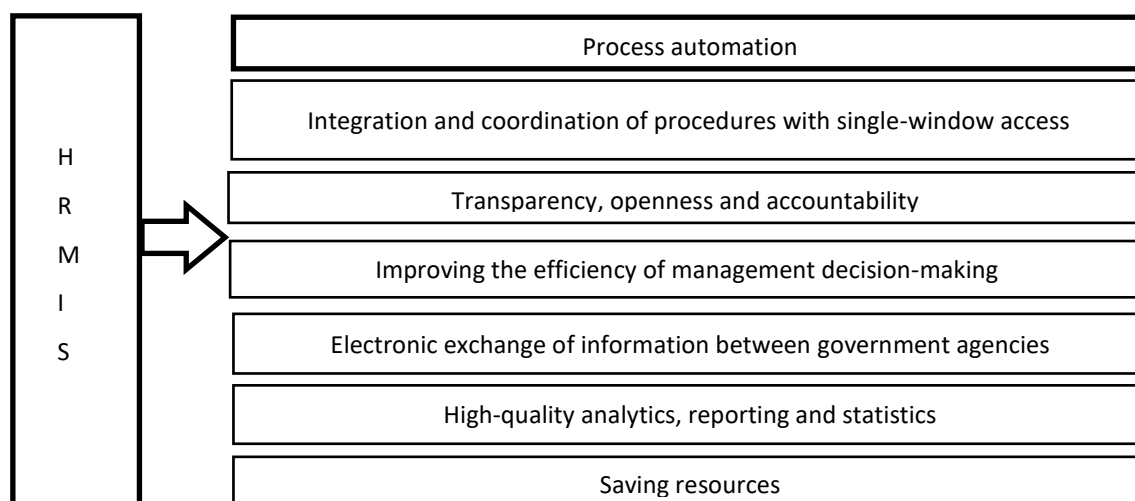 H
R
M
I
S
Process automation
Integration and coordination of procedures with single-window access
Transparency, openness and accountability
Improving the efficiency of management decision-making
Electronic exchange of information between government agencies
High-quality analytics, reporting and statistics
Saving resources